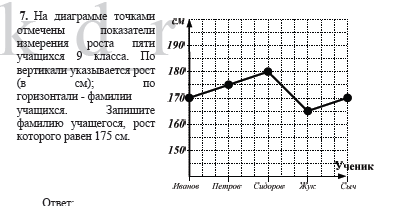 7. На диаграмме точками
отмечены показатели
измерения роста пяти
учащихся 9 класса. По
вертикали указывается рост
(в см); по
горизонтали - фамилии
учащихся. Запишите
фамилию учащегося, рост
которого равен 175 см.
Ответ:
см
190
180
170
160
150
Ученик
Иванов Петров Сидоров Жук Сыч
k d r